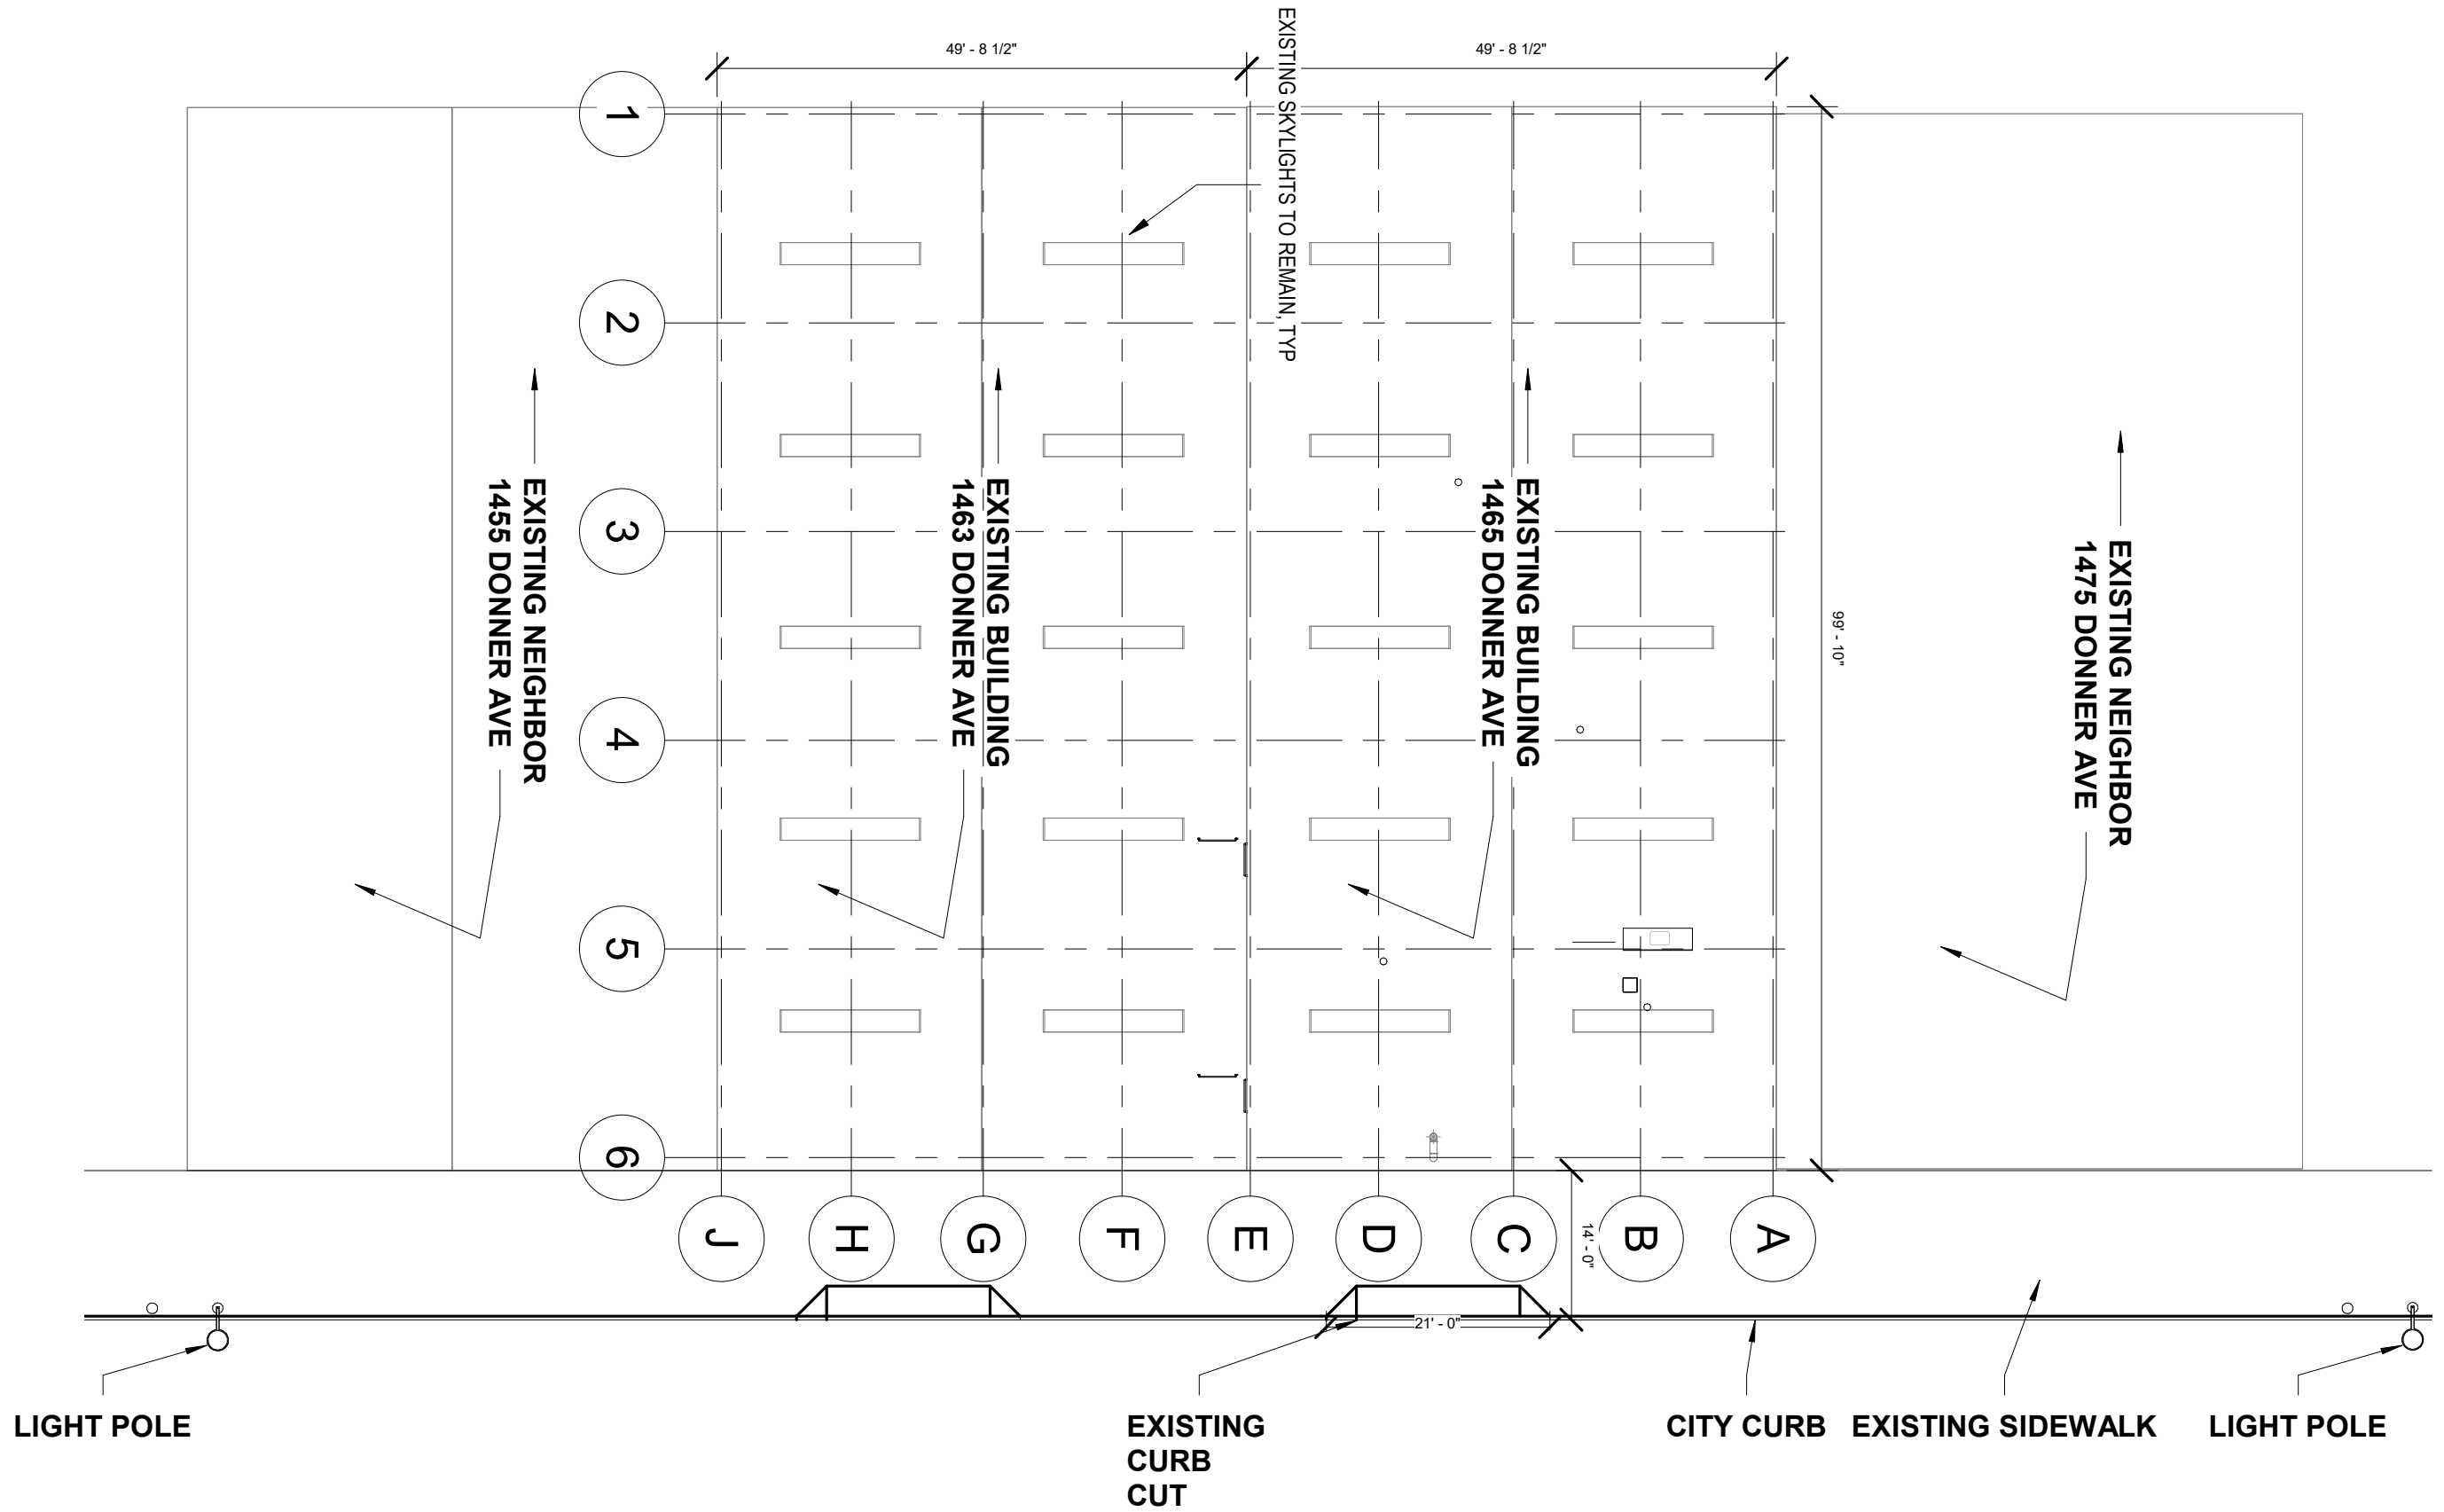 49' - 8 1/2"
49' - 8 1/2"
EXISTING SKYLIGHTS TO REMAIN, TYP
1
2
3
4
5
6
EXISTING NEIGHBOR
1455 DONNER AVE
EXISTING BUILDING
1463 DONNER AVE
EXISTING BUILDING
1465 DONNER AVE
99' - 10"
EXISTING NEIGHBOR
1475 DONNER AVE
J
H
G
F
E
D
C
14' - 0"
B
A
21' - 0"
LIGHT POLE
EXISTING
CURB
CUT
CITY CURB
EXISTING SIDEWALK
LIGHT POLE